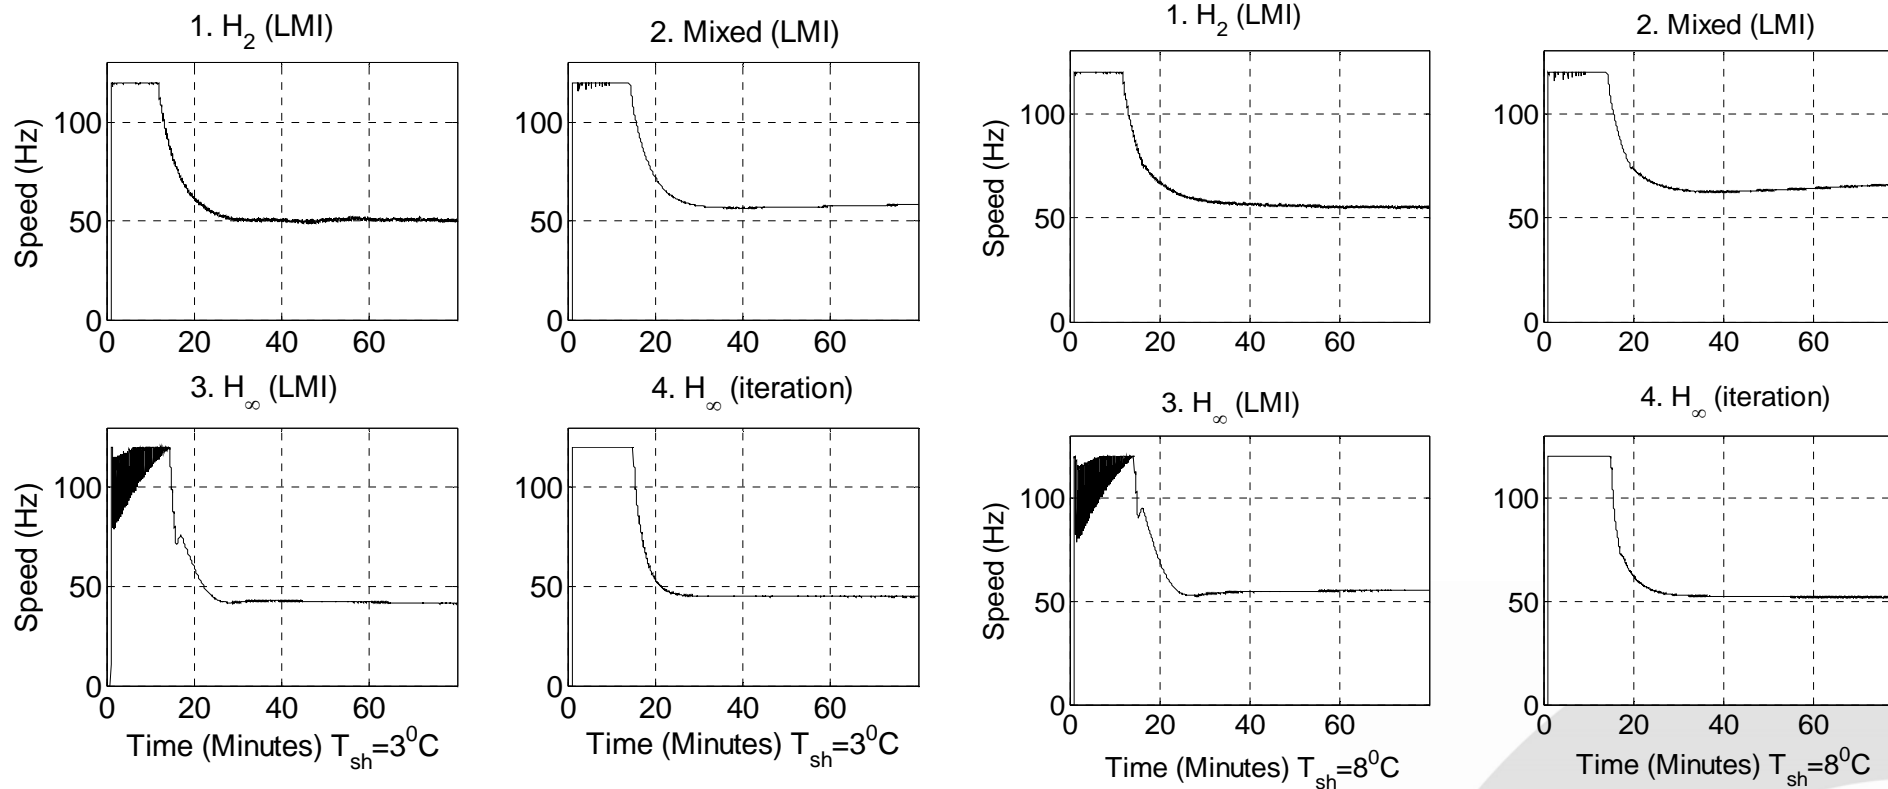 1. H₂ (LMI)
Speed (Hz)
100
50
0
0 20 40 60
2. Mixed (LMI)
100
50
0
0 20 40 60
3. H∞ (LMI)
Speed (Hz)
100
50
0
0 20 40 60
Time (Minutes) Tsh=3⁰C
4. H∞ (iteration)
100
50
0
0 20 40 60
Time (Minutes) Tsh=3⁰C
1. H₂ (LMI)
Speed (Hz)
100
50
0
0 20 40 60
2. Mixed (LMI)
100
50
0
0 20 40 60
3. H∞ (LMI)
Speed (Hz)
100
50
0
0 20 40 60
Time (Minutes) Tsh=8⁰C
4. H∞ (iteration)
100
50
0
0 20 40 60
Time (Minutes) Tsh=8⁰C